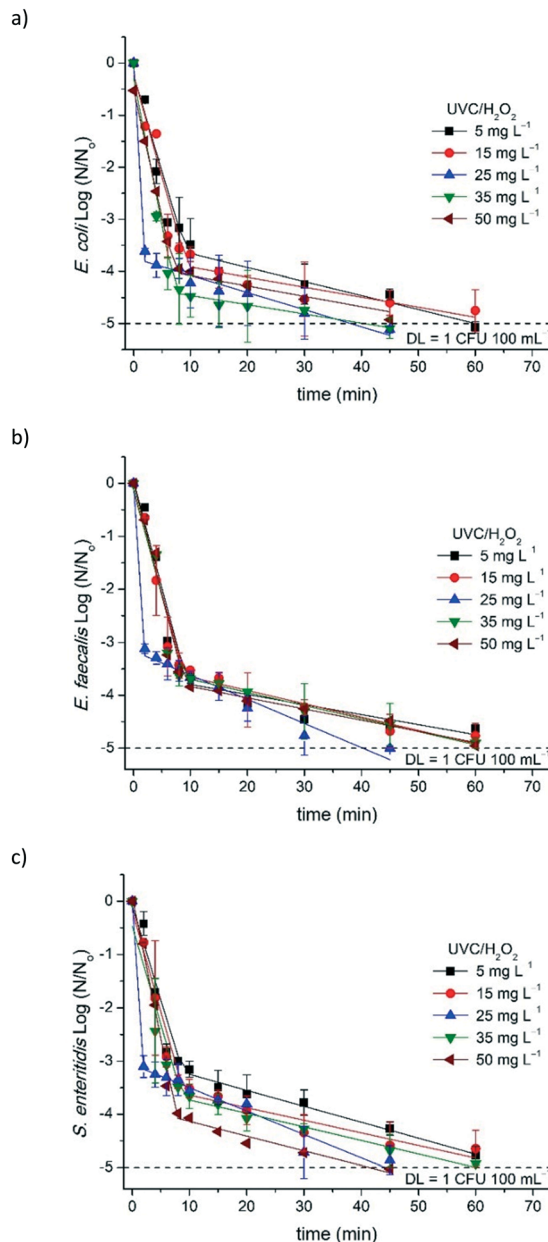 a)
0
-1
-2
-3
-4
-5
E. coli Log (N/No)
UVC/H2O2
5 mg L⁻¹
15 mg L⁻¹
25 mg L ¹
35 mg L ¹
50 mg L⁻¹
DL = 1 CFU 100 mL⁻¹
0 10 20 30 40 50 60 70
time (min)
b)
0
-1
-2
-3
-4
-5
E. faecalis Log (N/No)
UVC/H2O2
5 mg L ¹
15 mg L ¹
25 mg L⁻¹
35 mg L⁻¹
50 mg L⁻¹
DL = 1 CFU 100 mL⁻
0 10 20 30 40 50 60 70
time (min)
c)
0
-1
-2
-3
-4
-5
S. enteritidis Log (N/No)
UVC/H2O2
5 mg L ¹
15 mg L⁻¹
25 mg L⁻¹
35 mg L ¹
50 mg L⁻¹
DL = 1 CFU 100 mL⁻
0 10 20 30 40 50 60 70
time (min)